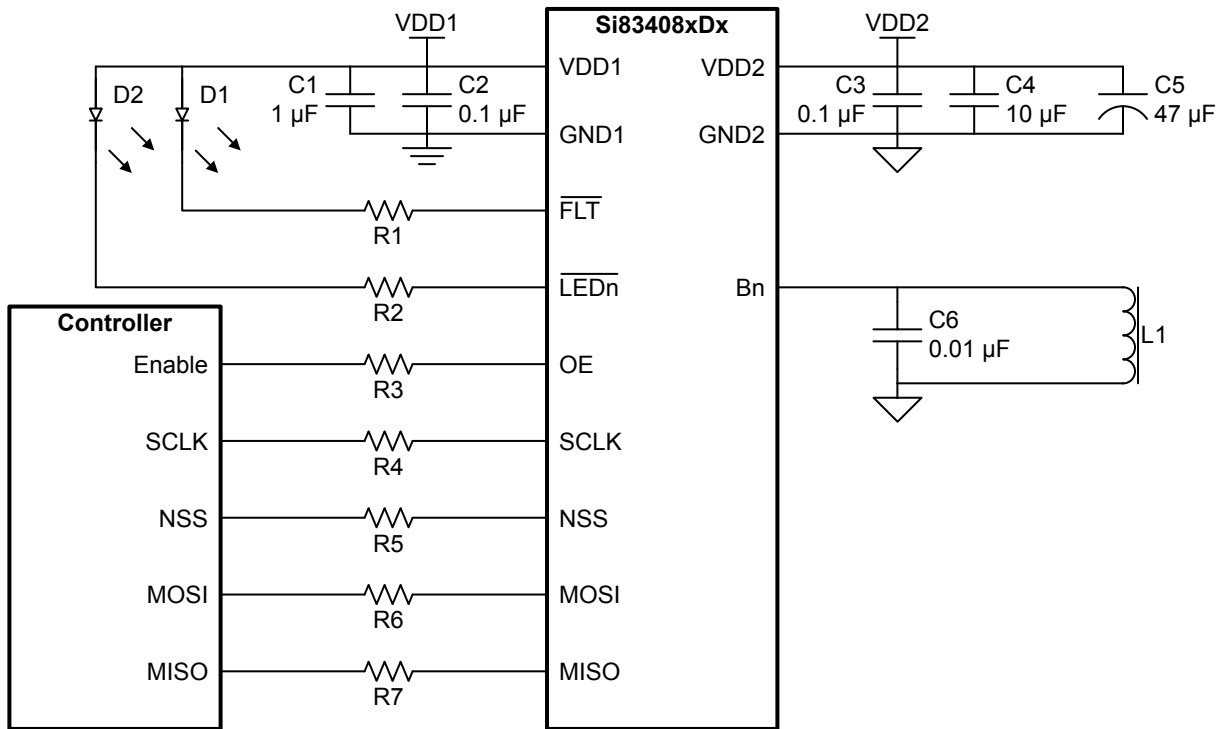 VDD1
Si83408xDx
VDD2
D2
D1
C1
1 µF
C2
0.1 µF
VDD1
VDD2
C3
0.1 µF
C4
10 µF
C5
47 µF
GND1
GND2
R1
FLT
R2
LEDn
Bn
C6
0.01 µF
L1
Controller
Enable
R3
OE
SCLK
R4
SCLK
NSS
R5
NSS
MOSI
R6
MOSI
MISO
R7
MISO